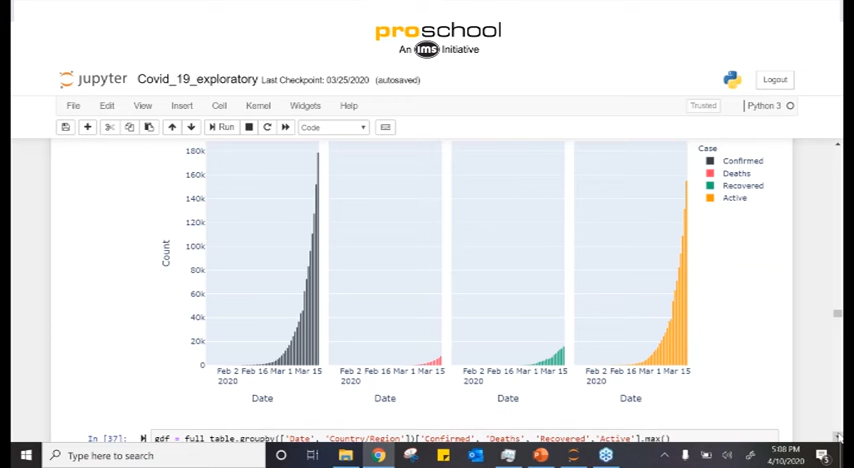 proschool
An ims Initiative
jupyter Covid_19_exploratory Last Checkpoint: 03/25/2020 (autosaved)
Logout
File Edit Insert Cell Kernel Widgets Help
Trusted
Python 3
Run
Code
Case
Confirmed
Deaths
Recovered
Active
180k
160k
140k
120k
100k
80k
60k
40k
20k
0
Count
Feb 2 Feb 16 Mar 1 Mar 15
2020
Feb 2 Feb 16 Mar 1 Mar 15
2020
Feb 2 Feb 16 Mar 1 Mar 15
2020
Feb 2 Feb 16 Mar 1 Mar 15
2020
Date Date Date Date
In [37]: gdf = full_table.groupby(['Date', 'Country/Region'])['Confirmed', 'Deaths', 'Recovered','Active'].max()
Type here to search
5:08 PM
4/10/2020